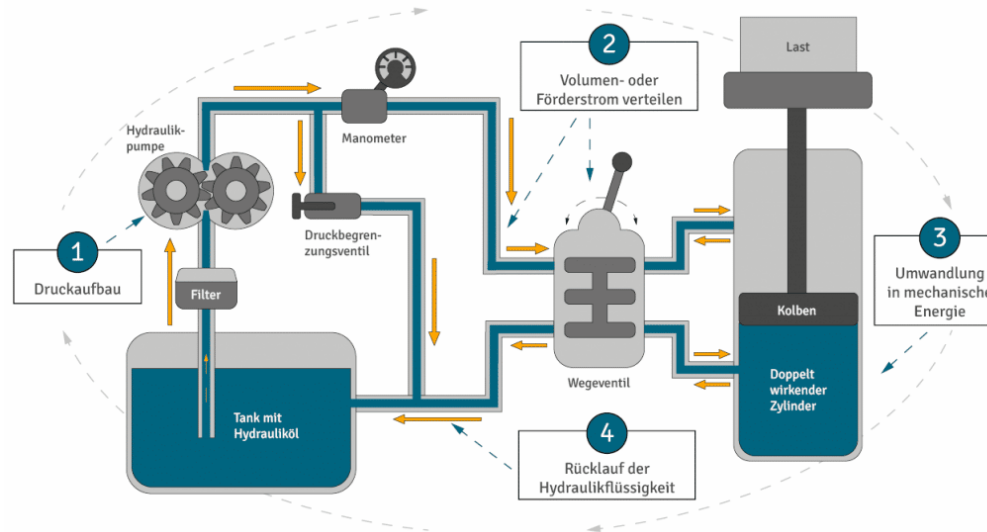 2
Volumen- oder
Förderstrom verteilen
Last
Manometer
Hydraulik-
pumpe
1
Druckaufbau
Druckbegren-
zungsventil
Filter
3
Umwandlung
in mechanische
Energie
Kolben
Wegeventil
Doppelt
wirkender
Zylinder
Tank mit
Hydrauliköl
4
Rücklauf der
Hydraulikflüssigkeit